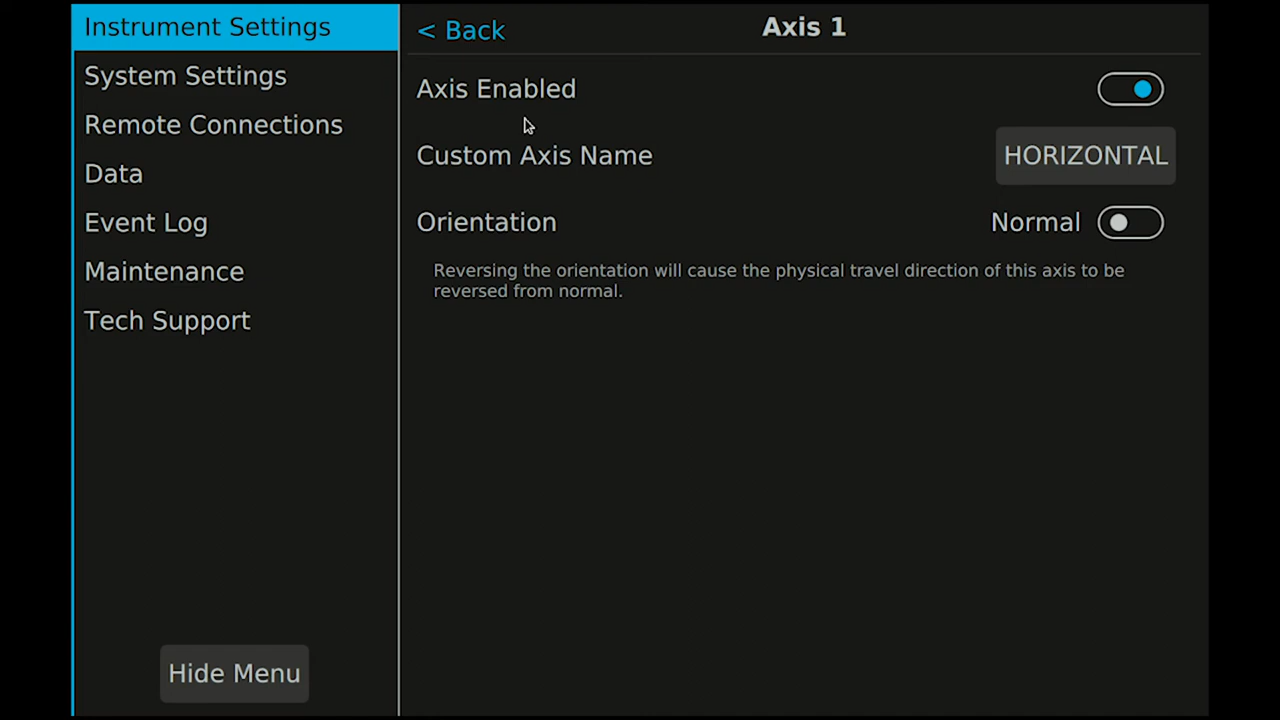 Instrument Settings
System Settings
Remote Connections
Data
Event Log
Maintenance
Tech Support
Hide Menu
< Back
Axis 1
Axis Enabled
Custom Axis Name
HORIZONTAL
Orientation
Normal
Reversing the orientation will cause the physical travel direction of this axis to be
reversed from normal.